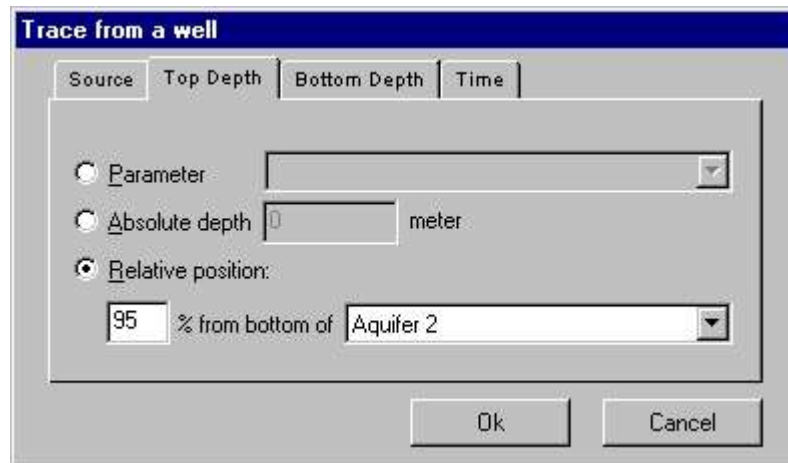 Trace from a well
Source Top Depth Bottom Depth Time
Parameter
Absolute depth 0 meter
Relative position:
95 % from bottom of Aquifer 2
Ok Cancel